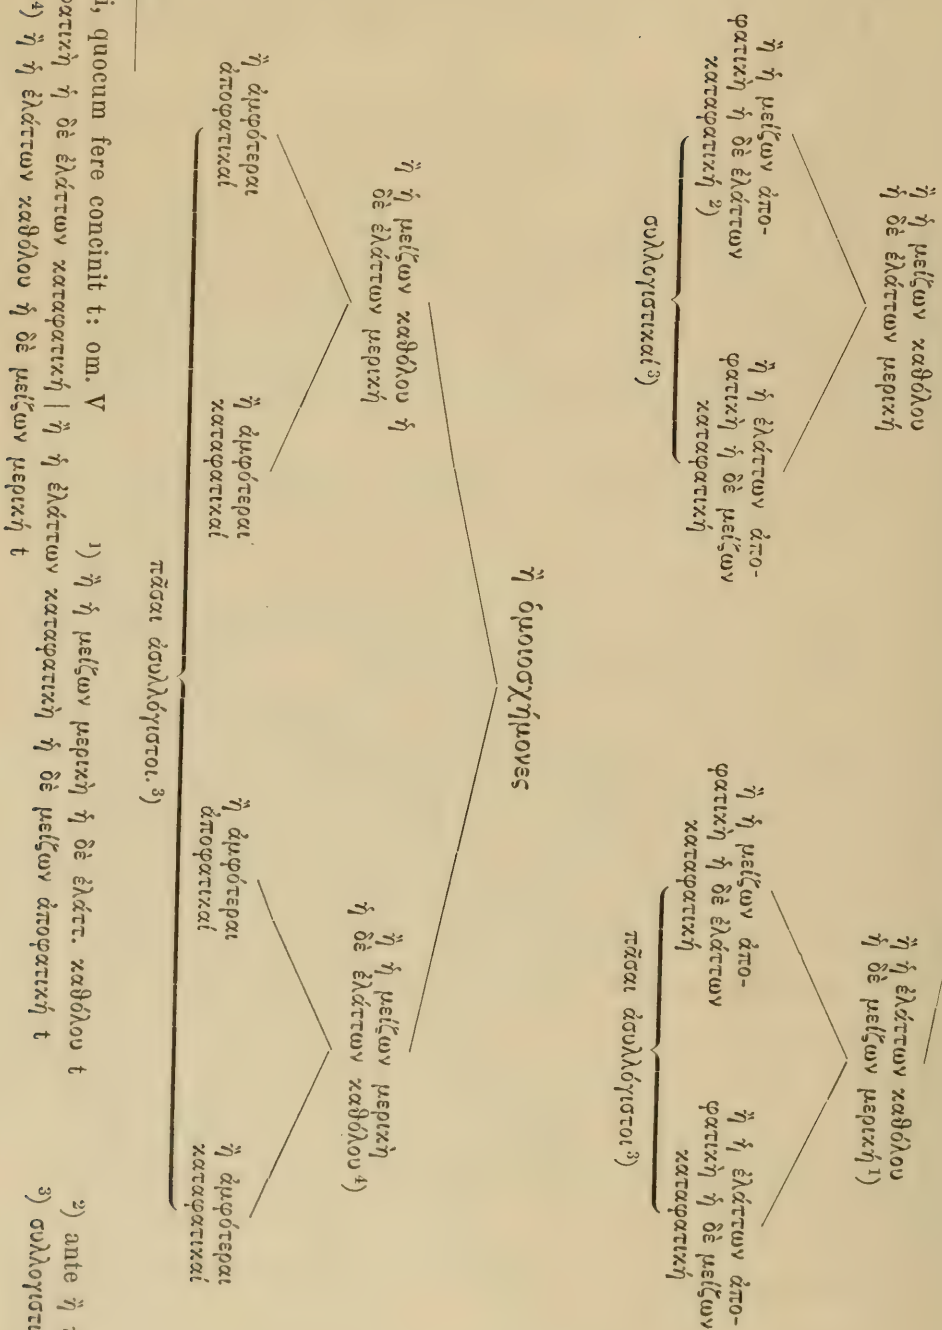 ἢ ἡ μείζων καθόλου
ἡ δὲ ἐλάττων μερική
ἢ ἡ ἐλάττων καθόλου
ἡ δὲ μείζων μερική¹)
ἢ ἡ μείζων ἀπο-
φατικὴ ἡ δὲ ἐλάττων
καταφατική²)
ἢ ἡ ἐλάττων ἀπο-
φατικὴ ἡ δὲ μείζων
καταφατική
συλλογιστικαί³)
ἢ ἡ μείζων ἀπο-
φατικὴ ἡ δὲ ἐλάττων
καταφατική
ἢ ἡ ἐλάττων ἀπο-
φατικὴ ἡ δὲ μείζων
καταφατική
πᾶσαι ἀσυλλόγιστοι³)
ἢ ὁμοιοσχήμονες
ἢ ἡ μείζων καθόλου ἡ
δὲ ἐλάττων μερική
ἢ ἡ μείζων μερικὴ
ἡ δὲ ἐλάττων καθόλου⁴)
ἢ ἀμφότεραι
ἀποφατικαί
ἢ ἀμφότεραι
καταφατικαί
ἢ ἀμφότεραι
ἀποφατικαί
ἢ ἀμφότεραι
καταφατικαί
πᾶσαι ἀσυλλόγιστοι.³)
i, quocum fere concinit t: om. V ¹) ἢ ἡ μείζων μερικὴ ἡ δὲ ἐλάττ. καθόλου t ²) ante ἢ
φατικὴ ἡ δὲ ἐλάττων καταφατική | ἢ ἡ ἐλάττων καταφατικὴ ἡ δὲ μείζων ἀποφατική t ³)
⁴) ἢ ἡ ἐλάττων καθόλου ἡ δὲ μείζων μερική t